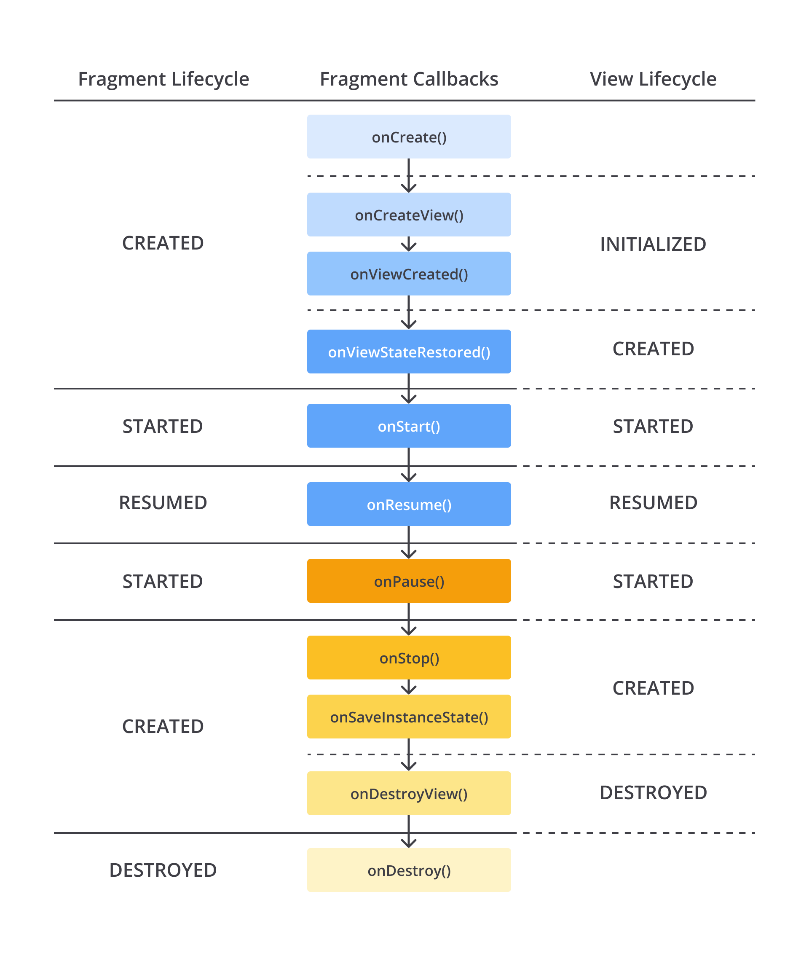 Fragment Lifecycle
Fragment Callbacks
View Lifecycle
onCreate()
onCreateView()
CREATED
INITIALIZED
onViewCreated()
onViewStateRestored()
CREATED
STARTED
onStart()
STARTED
RESUMED
onResume()
RESUMED
STARTED
onPause()
STARTED
onStop()
CREATED
onSaveInstanceState()
CREATED
onDestroyView()
DESTROYED
DESTROYED
onDestroy()